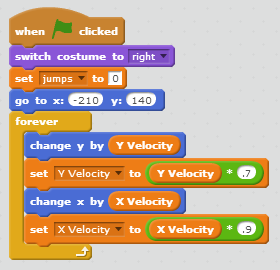 when clicked
switch costume to right
set jumps to 0
go to x: -210 y: 140
forever
change y by Y Velocity
set Y Velocity to Y Velocity * .7
change x by X Velocity
set X Velocity to X Velocity * .9